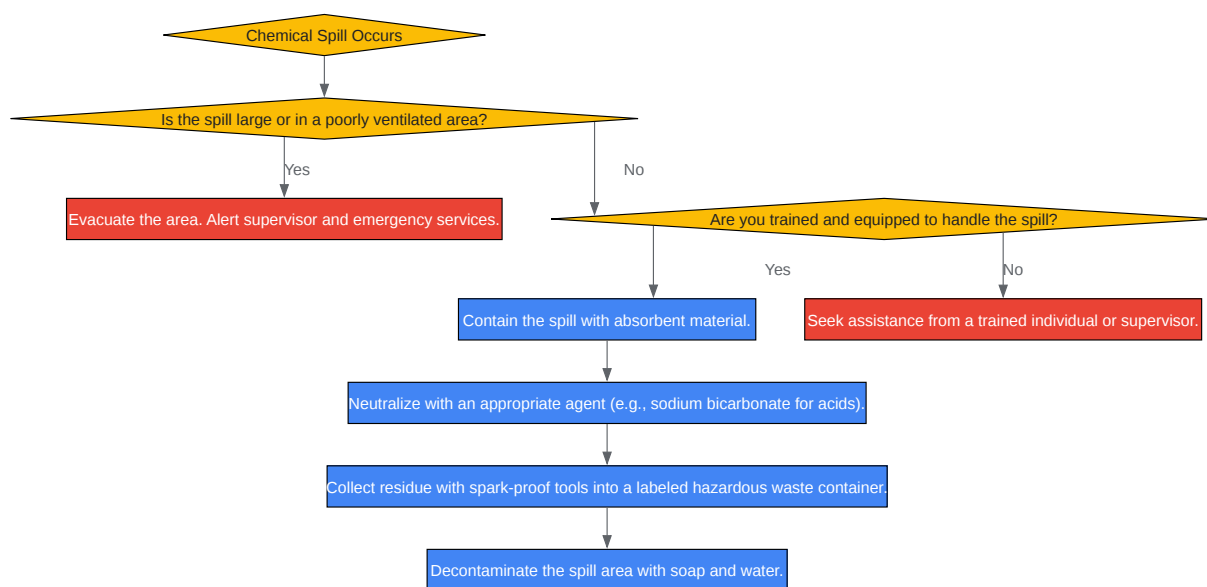 Chemical Spill Occurs
Is the spill large or in a poorly ventilated area?
Yes
No
Evacuate the area. Alert supervisor and emergency services.
Are you trained and equipped to handle the spill?
Yes
No
Contain the spill with absorbent material.
Seek assistance from a trained individual or supervisor.
Neutralize with an appropriate agent (e.g., sodium bicarbonate for acids).
Collect residue with spark-proof tools into a labeled hazardous waste container.
Decontaminate the spill area with soap and water.